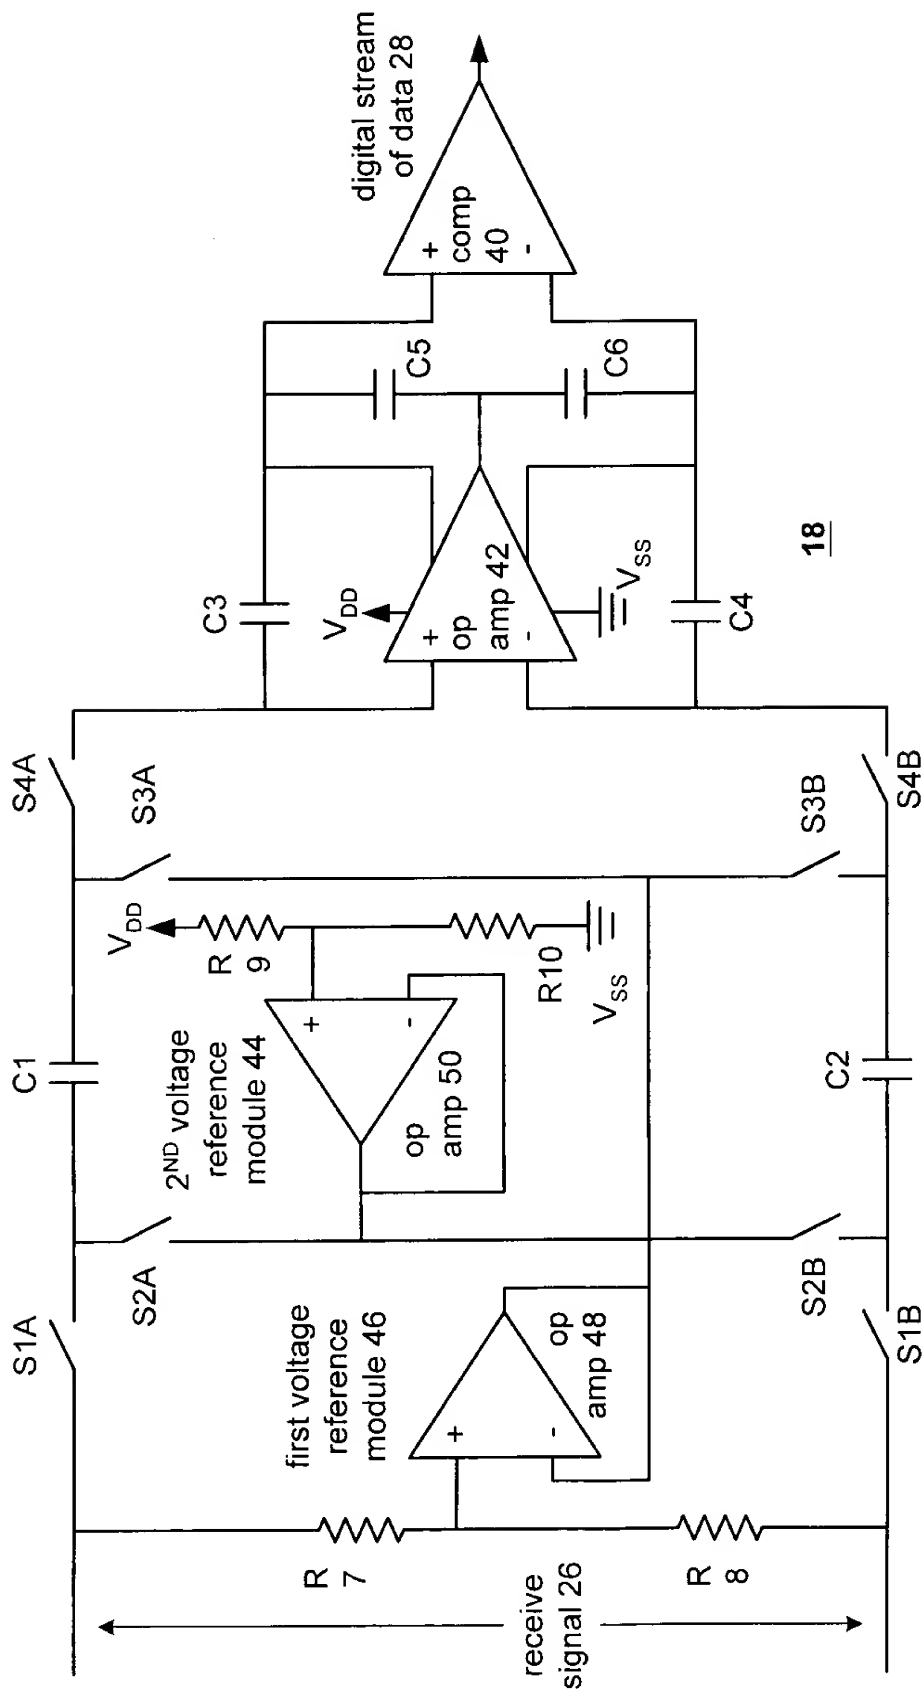 digital stream
of data 28
+
comp
40
-
C5
C6
C3
V_DD
+
op
amp 42
-
V_SS
C4
18
S4A
S3A
S3B
S4B
V_DD
R
9
R10
V_SS
C1
2ND voltage
reference
module 44
+
-
op
amp 50
C2
S2A
S2B
S1A
S1B
first voltage
reference
module 46
+
-
op
amp 48
R
7
R
8
receive
signal 26